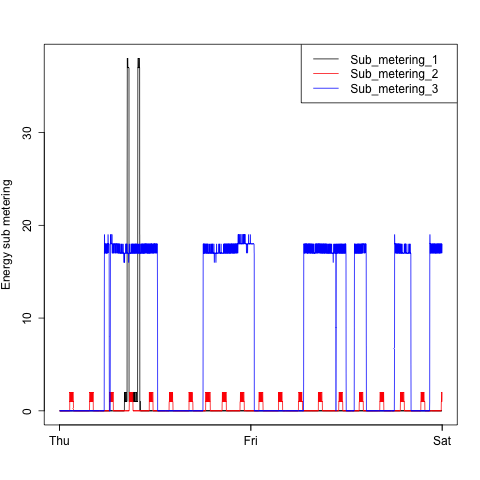 Sub_metering_1
Sub_metering_2
Sub_metering_3
Energy sub metering
30
20
10
0
Thu Fri Sat